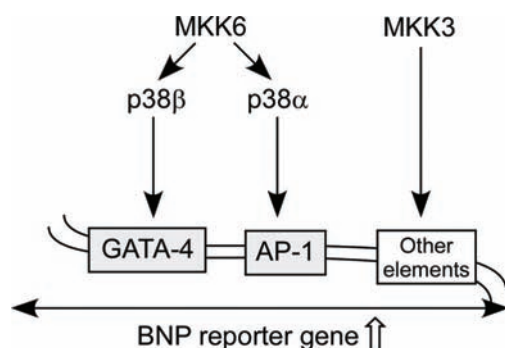 MKK6 MKK3
p38β p38α
GATA-4 AP-1 Other
elements
BNP reporter gene ⇧